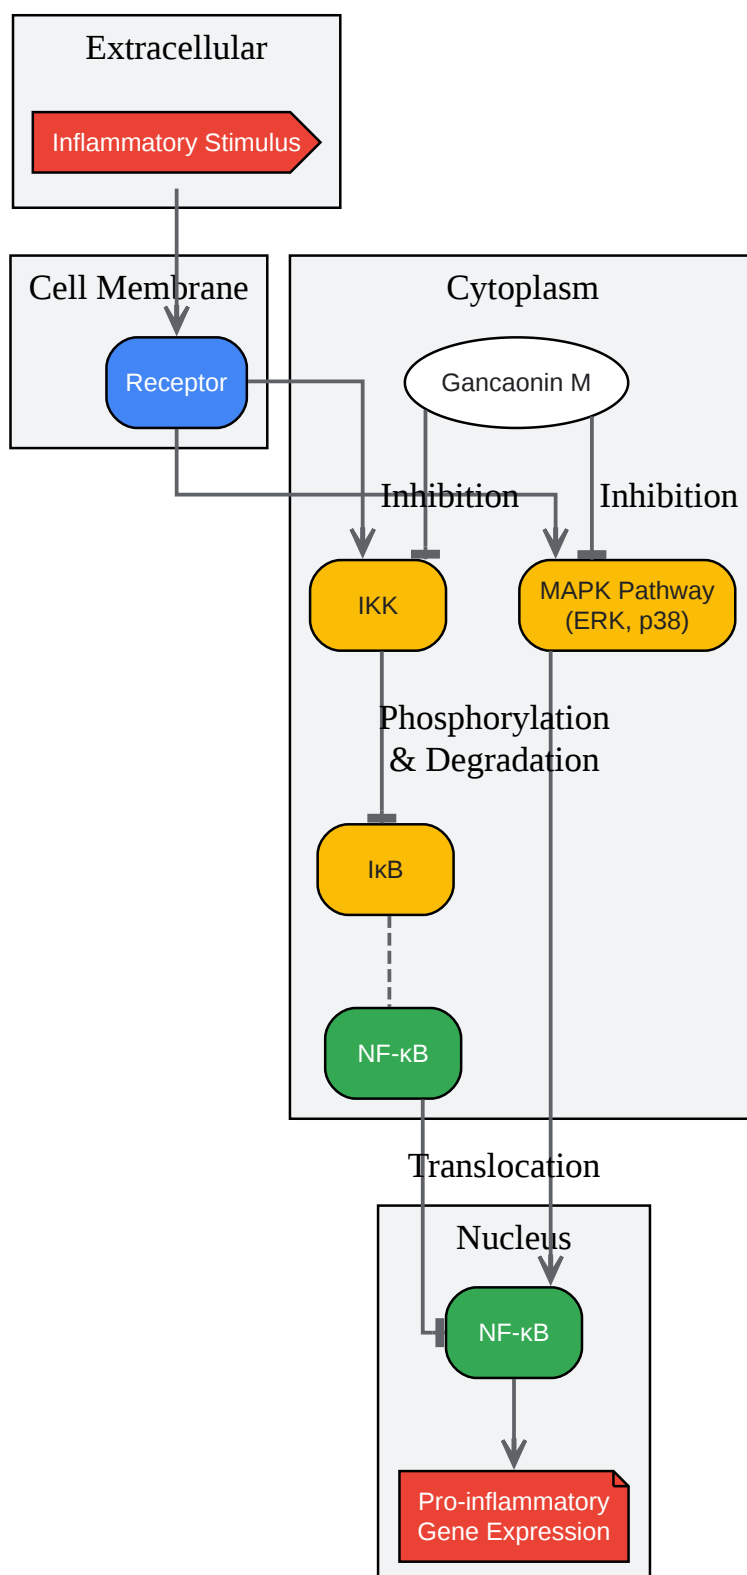 Extracellular
Inflammatory Stimulus
Cell Membrane
Cytoplasm
Receptor
Gancaonin M
Inhibition
Inhibition
IKK
MAPK Pathway
(ERK, p38)
Phosphorylation
& Degradation
IκB
NF-κB
Translocation
Nucleus
NF-κB
Pro-inflammatory
Gene Expression